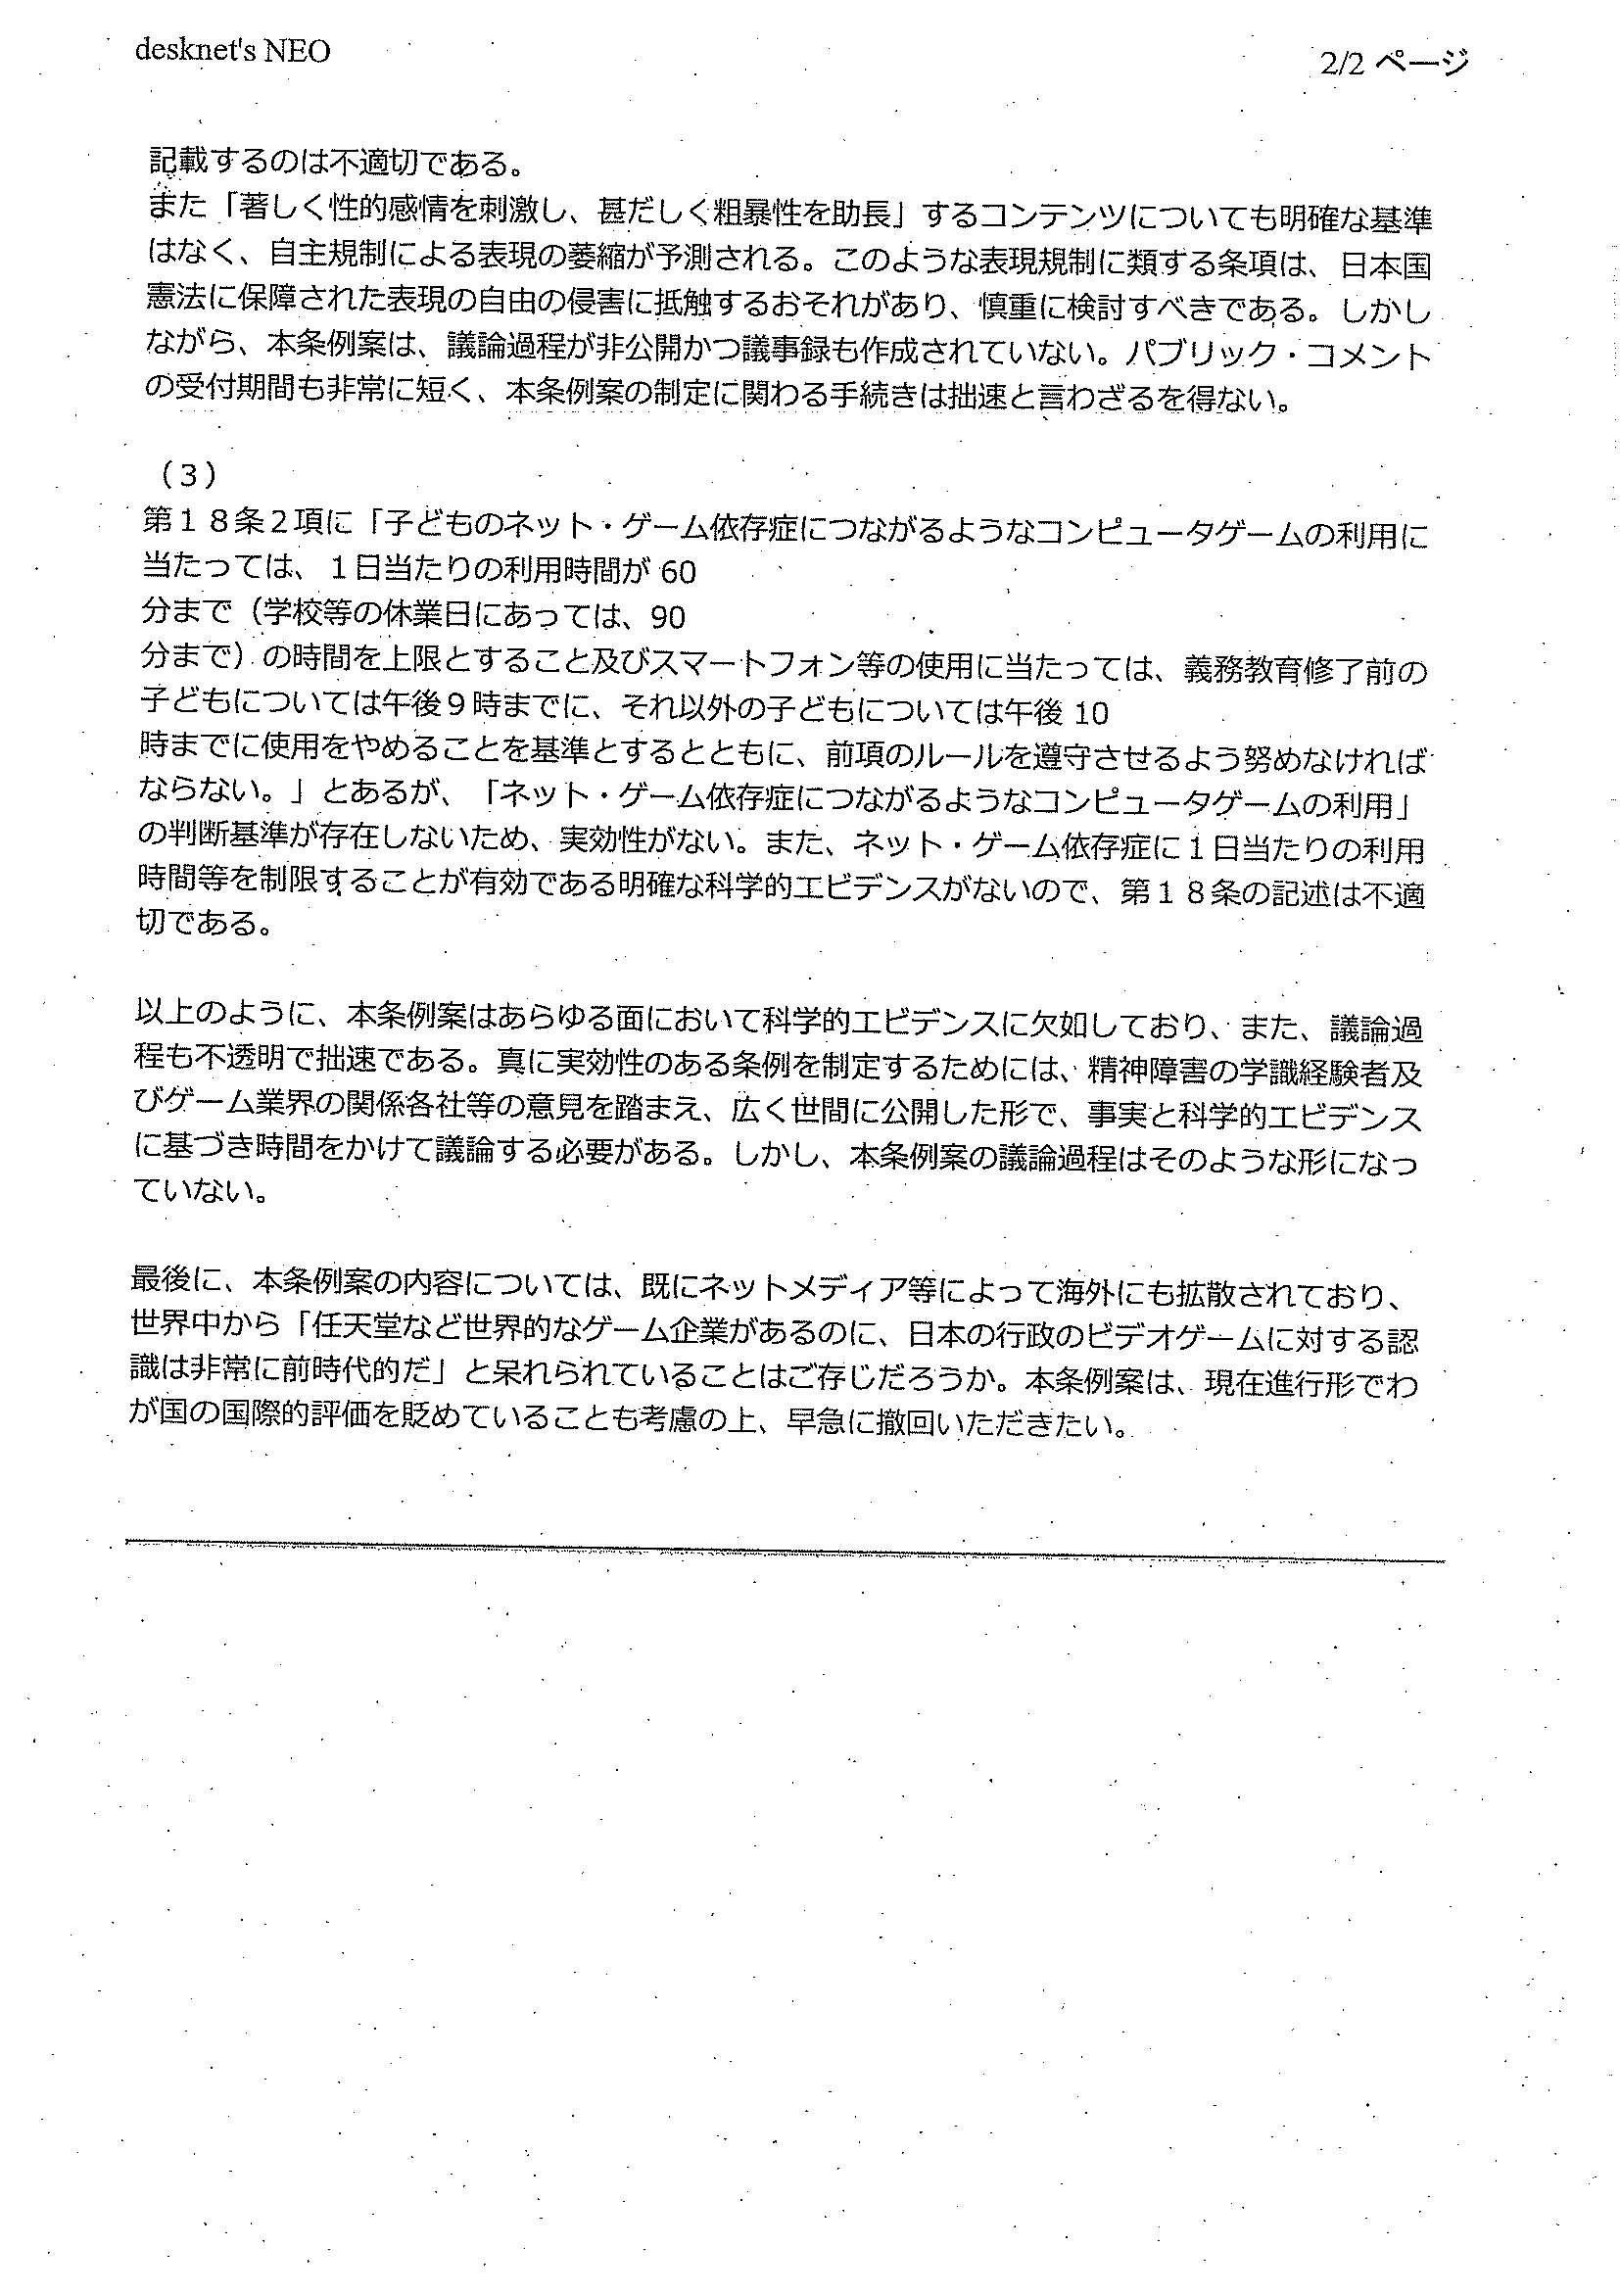 desknet's NEO
2/2 ページ
記載するのは不適切である。
また「著しく性的感情を刺激し、甚だしく粗暴性を助長」するコンテンツについても明確な基準
はなく、自主規制による表現の萎縮が予測される。このような表現規制に類する条項は、日本国
憲法に保障された表現の自由の侵害に抵触するおそれがあり、慎重に検討すべきである。しかし
ながら、本条例案は、議論過程が非公開かつ議事録も作成されていない。パブリック・コメント
の受付期間も非常に短く、本条例案の制定に関わる手続きは拙速と言わざるを得ない。
（3）
第１８条２項に「子どものネット・ゲーム依存症につながるようなコンピュータゲームの利用に
当たっては、１日当たりの利用時間が 60
分まで（学校等の休業日にあっては、90
分まで）の時間を上限とすること及びスマートフォン等の使用に当たっては、義務教育修了前の
子どもについては午後９時までに、それ以外の子どもについては午後 10
時までに使用をやめることを基準とするとともに、前項のルールを遵守させるよう努めなければ
ならない。」とあるが、「ネット・ゲーム依存症につながるようなコンピュータゲームの利用」
の判断基準が存在しないため、実効性がない。また、ネット・ゲーム依存症に１日当たりの利用
時間等を制限することが有効である明確な科学的エビデンスがないので、第１８条の記述は不適
切である。
以上のように、本条例案はあらゆる面において科学的エビデンスに欠如しており、また、議論過
程も不透明で拙速である。真に実効性のある条例を制定するためには、精神障害の学識経験者及
びゲーム業界の関係各社等の意見を踏まえ、広く世間に公開した形で、事実と科学的エビデンス
に基づき時間をかけて議論する必要がある。しかし、本条例案の議論過程はそのような形になっ
ていない。
最後に、本条例案の内容については、既にネットメディア等によって海外にも拡散されており、
世界中から「任天堂など世界的なゲーム企業があるのに、日本の行政のビデオゲームに対する認
識は非常に前時代的だ」と呆れられていることはご存じだろうか。本条例案は、現在進行形でわ
が国の国際的評価を貶めていることも考慮の上、早急に撤回いただきたい。